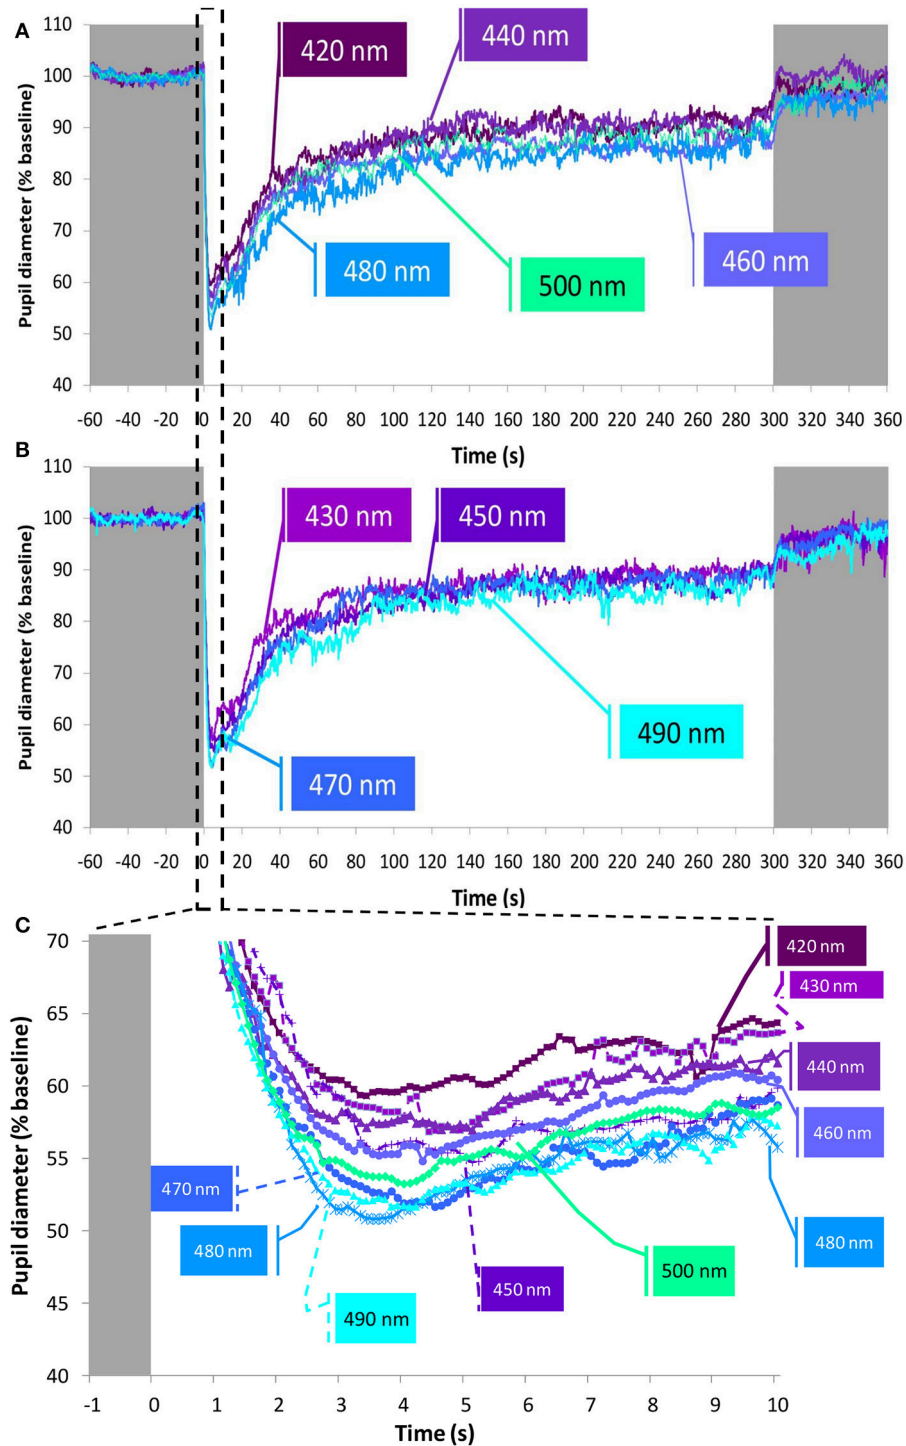 A
110
100
90
80
70
60
50
40
Pupil diameter (% baseline)
420 nm
440 nm
480 nm
500 nm
460 nm
-60 -40 -20 0 20 40 60 80 100 120 140 160 180 200 220 240 260 280 300 320 340 360
Time (s)
B
110
100
90
80
70
60
50
40
Pupil diameter (% baseline)
430 nm
450 nm
490 nm
470 nm
-60 -40 -20 0 20 40 60 80 100 120 140 160 180 200 220 240 260 280 300 320 340 360
Time (s)
C
70
65
60
55
50
45
40
Pupil diameter (% baseline)
420 nm
430 nm
440 nm
460 nm
470 nm
480 nm
480 nm
500 nm
450 nm
490 nm
-1 0 1 2 3 4 5 6 7 8 9 10
Time (s)